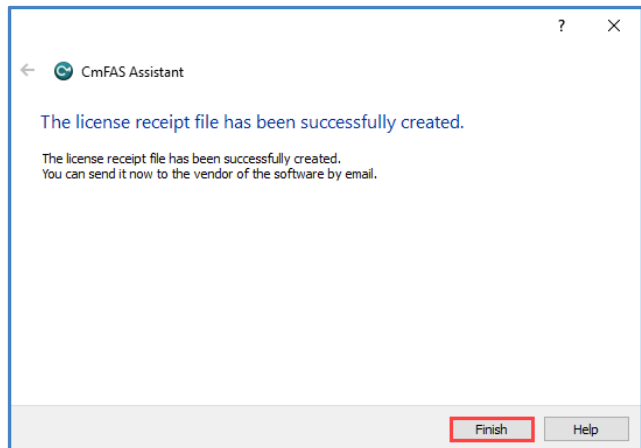 ?
CmFAS Assistant
The license receipt file has been successfully created.
The license receipt file has been successfully created.
You can send it now to the vendor of the software by email.
Finish Help